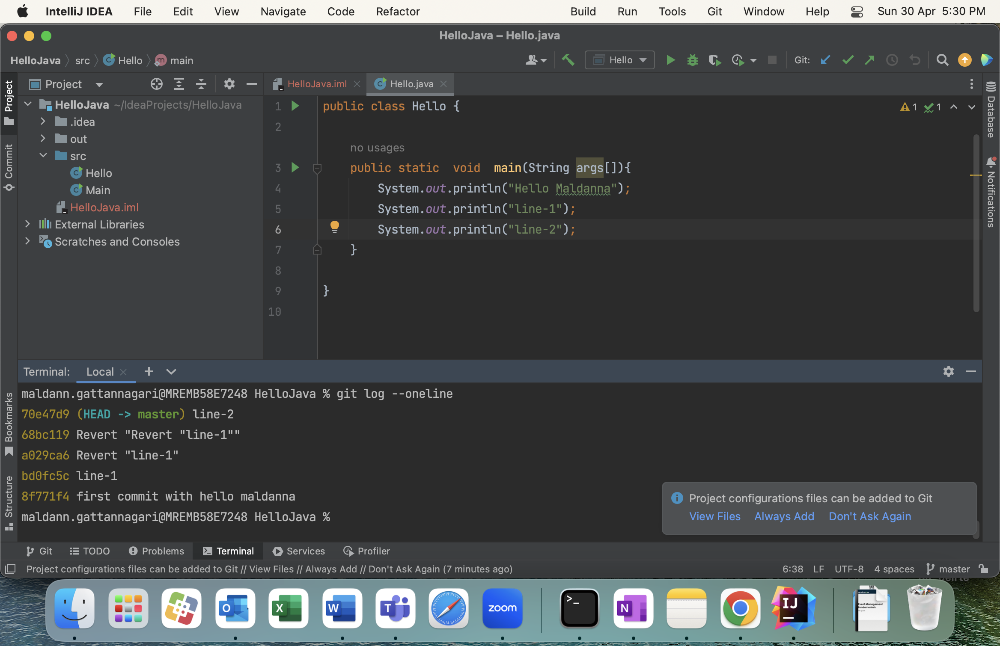 IntelliJ IDEA File Edit View Navigate Code Refactor Build Run Tools Git Window Help Sun 30 Apr 5:30 PM
HelloJava – Hello.java
HelloJava src Hello main Hello Git:
Project
Project
HelloJava.iml Hello.java
HelloJava ~/IdeaProjects/HelloJava
.idea
out
src
Hello
Main
HelloJava.iml
External Libraries
Scratches and Consoles
Commit
Bookmarks
Structure
1 public class Hello {
1 1
2
no usages
3 public static  void  main(String args[]){
4 System.out.println("Hello Maldanna");
5 System.out.println("line-1");
6 System.out.println("line-2");
7 }
8
9 }
10
Database
Notifications
Terminal: Local
maldann.gattannagari@MREMB58E7248 HelloJava % git log --oneline
70e47d9 (HEAD -> master) line-2
68bc119 Revert "Revert "line-1""
a029ca6 Revert "line-1"
bd0fc5c line-1
8f771f4 first commit with hello maldanna
maldann.gattannagari@MREMB58E7248 HelloJava %
Project configurations files can be added to Git
View Files Always Add Don't Ask Again
Git TODO Problems Terminal Services Profiler
Project configurations files can be added to Git // View Files // Always Add // Don't Ask Again (7 minutes ago) 6:38 LF UTF-8 4 spaces master
O X W T zoom >_ N IJ
servicenow
Event Management
Fundamentals